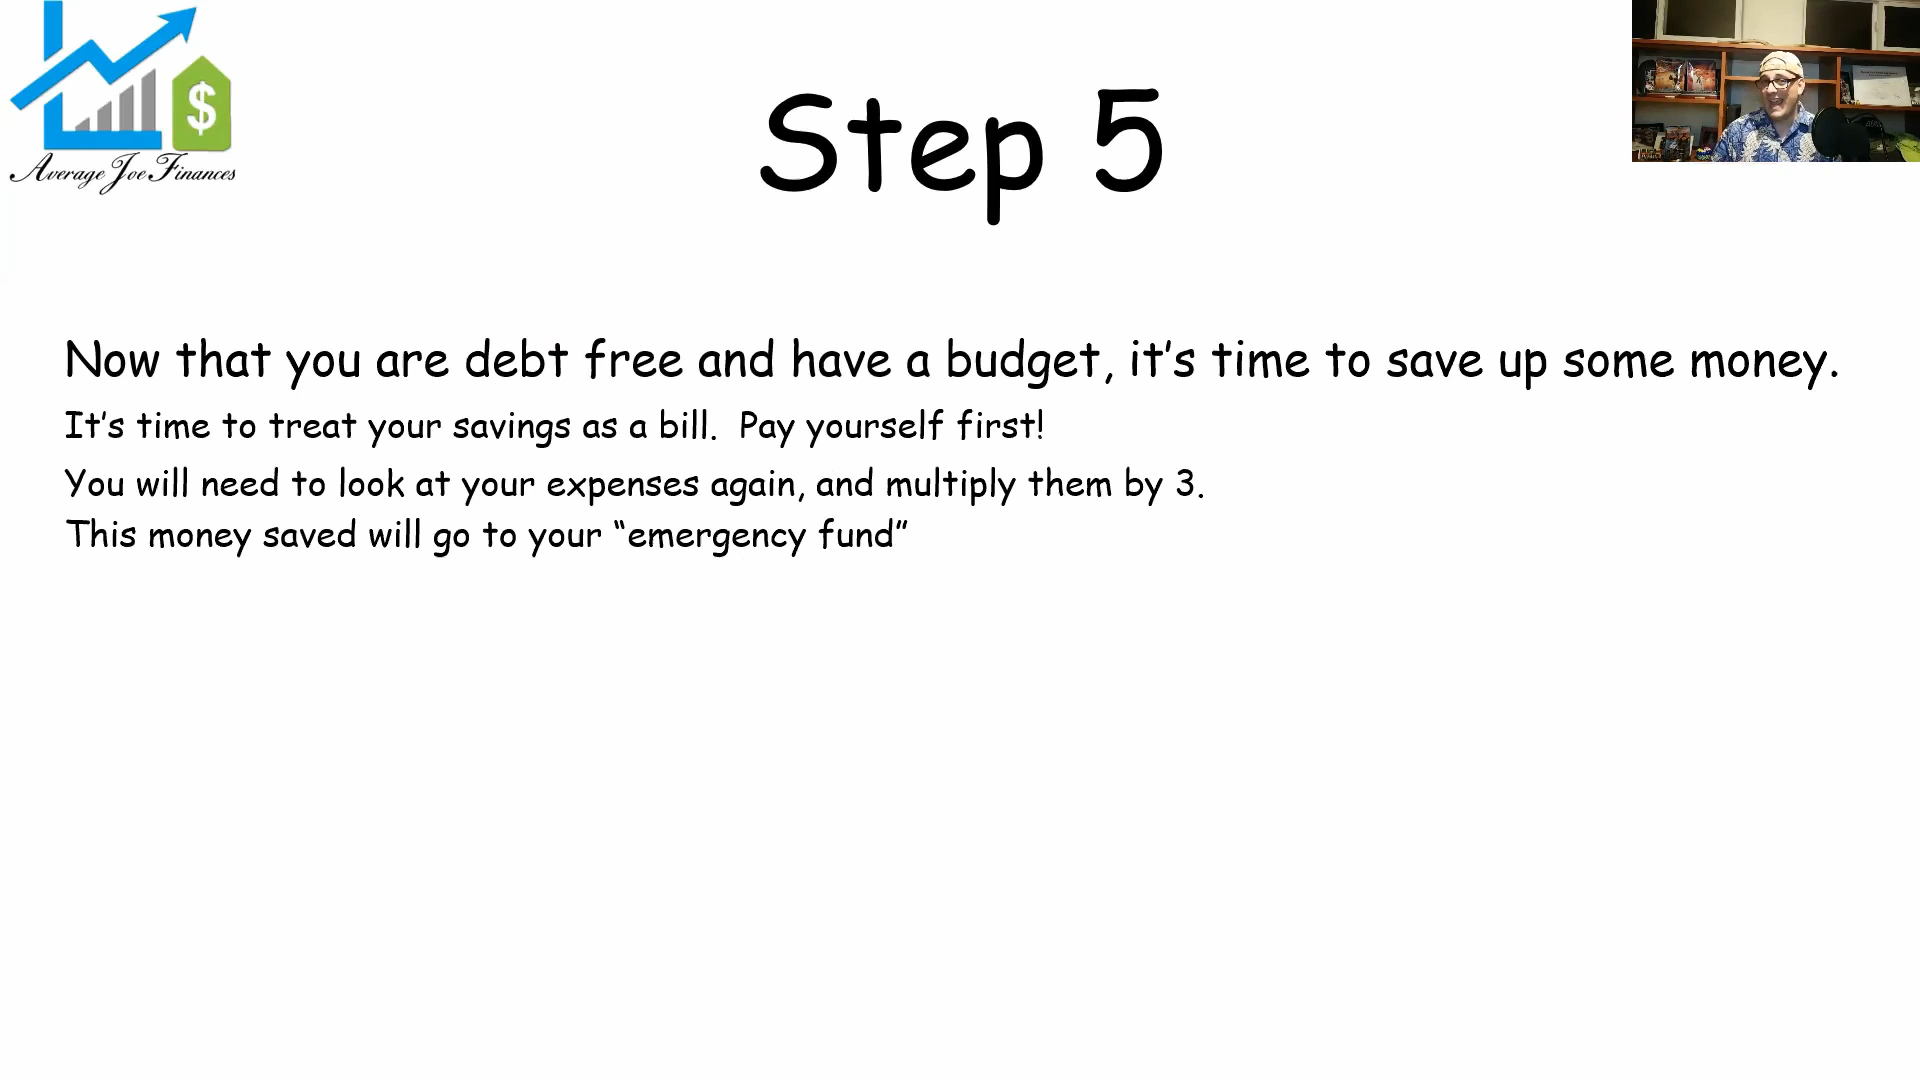 Average Joe Finances
Step 5
Now that you are debt free and have a budget, it’s time to save up some money.
It’s time to treat your savings as a bill.  Pay yourself first!
You will need to look at your expenses again, and multiply them by 3.
This money saved will go to your “emergency fund”